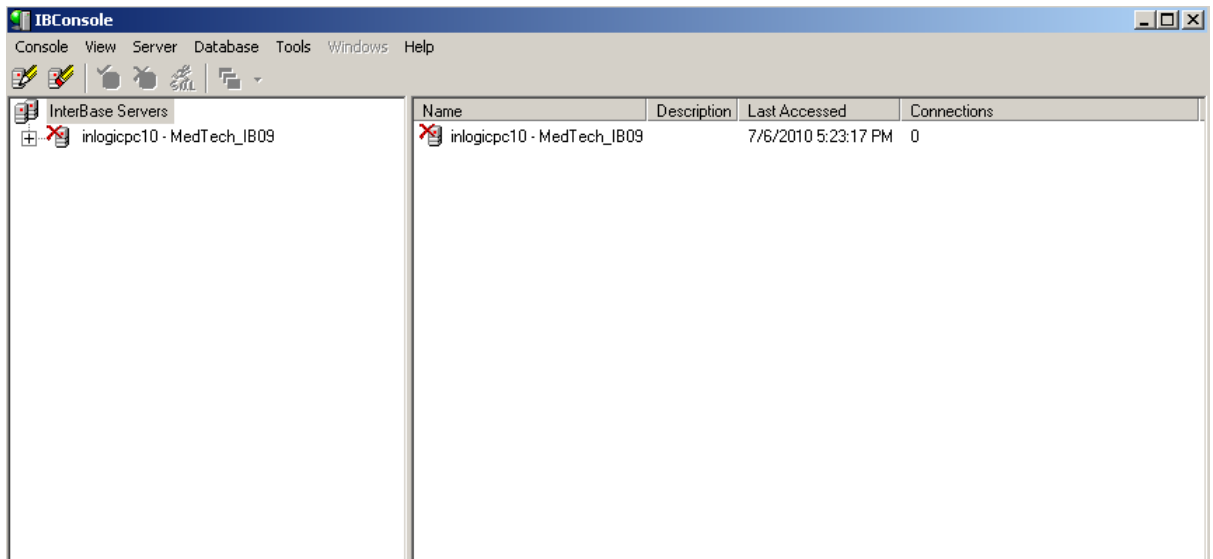 IBConsole
Console View Server Database Tools Windows Help
SQL
InterBase Servers
inlogicpc10 - MedTech_IB09
Name Description Last Accessed Connections
inlogicpc10 - MedTech_IB09 7/6/2010 5:23:17 PM 0